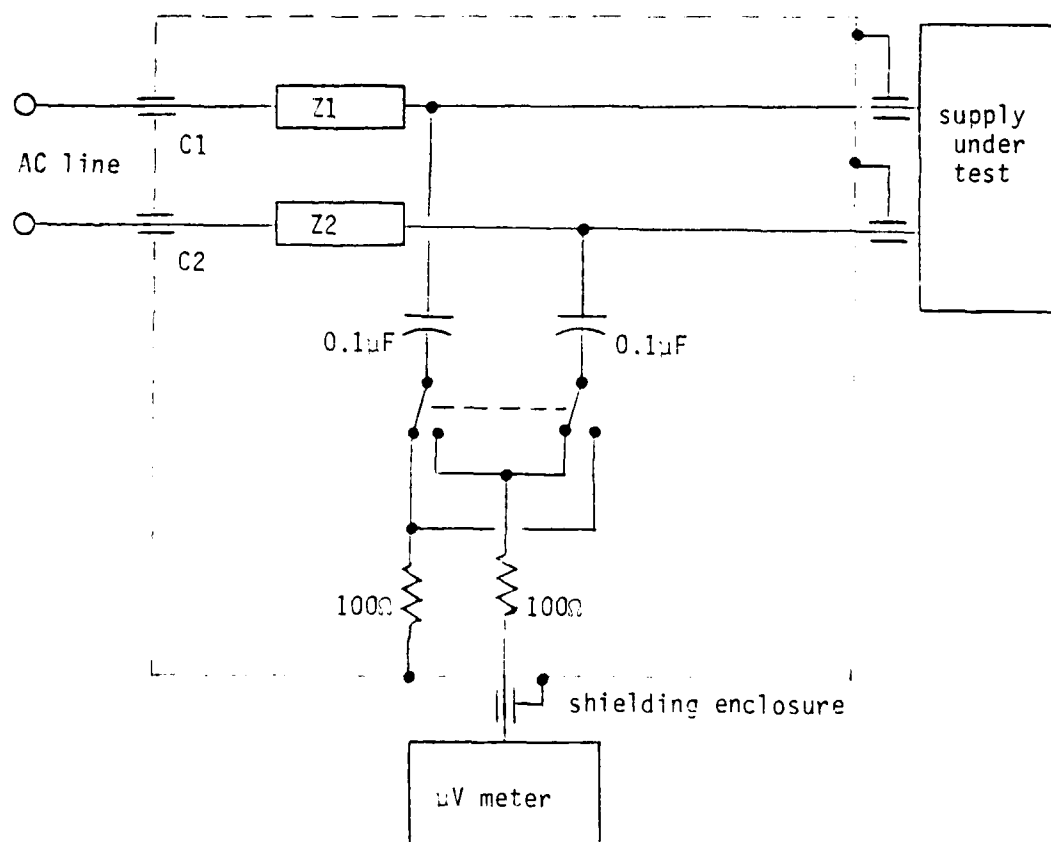 Z1
C1
AC line
Z2
C2
supply
under
test
0.1µF
0.1µF
100Ω
100Ω
shielding enclosure
µV meter